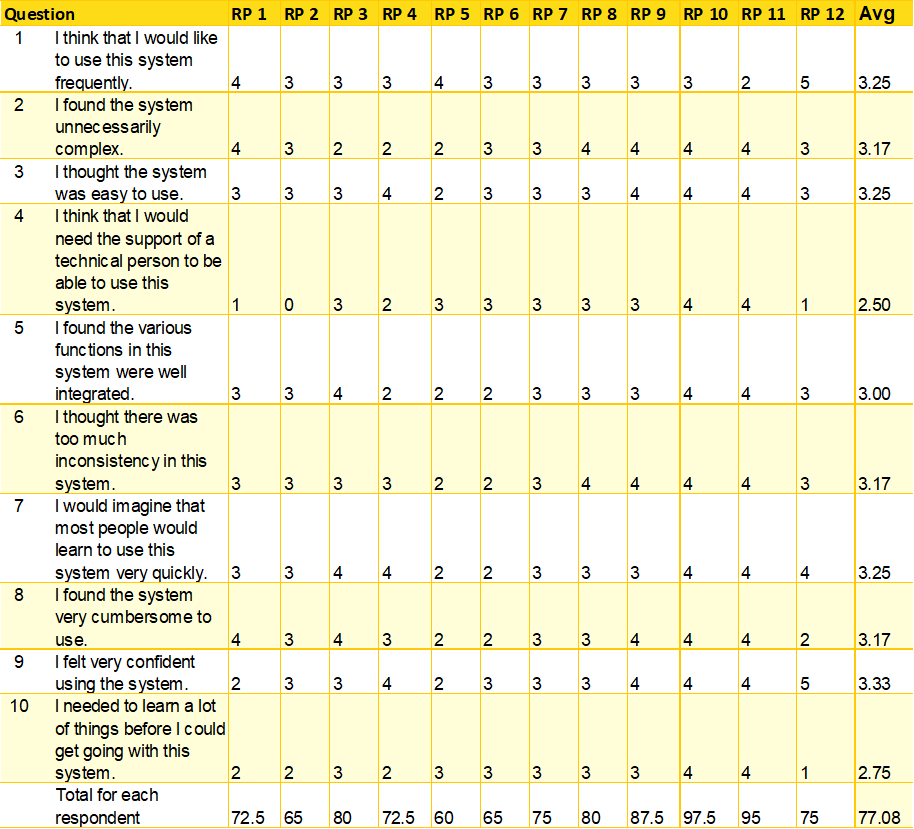 Question RP 1 RP 2 RP 3 RP 4 RP 5 RP 6 RP 7 RP 8 RP 9 RP 10 RP 11 RP 12 Avg
1 I think that I would like
to use this system
frequently. 4 3 3 3 4 3 3 3 3 3 2 5 3.25
2 I found the system
unnecessarily
complex. 4 3 2 2 2 3 3 4 4 4 4 3 3.17
3 I thought the system
was easy to use. 3 3 3 4 2 3 3 3 4 4 4 3 3.25
4 I think that I would
need the support of a
technical person to be
able to use this
system. 1 0 3 2 3 3 3 3 3 4 4 1 2.50
5 I found the various
functions in this
system were well
integrated. 3 3 4 2 2 2 3 3 3 4 4 3 3.00
6 I thought there was
too much
inconsistency in this
system. 3 3 3 3 2 2 3 4 4 4 4 3 3.17
7 I would imagine that
most people would
learn to use this
system very quickly. 3 3 4 4 2 2 3 3 3 4 4 4 3.25
8 I found the system
very cumbersome to
use. 4 3 4 3 2 2 3 3 4 4 4 2 3.17
9 I felt very confident
using the system. 2 3 3 4 2 3 3 3 4 4 4 5 3.33
10 I needed to learn a lot
of things before I could
get going with this
system. 2 2 3 2 3 3 3 3 3 4 4 1 2.75
Total for each
respondent 72.5 65 80 72.5 60 65 75 80 87.5 97.5 95 75 77.08